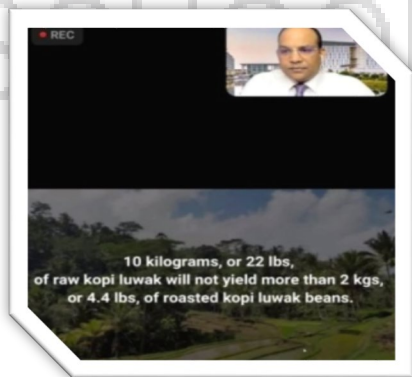 REC
10 kilograms, or 22 lbs,
of raw kopi luwak will not yield more than 2 kgs,
or 4.4 lbs, of roasted kopi luwak beans.